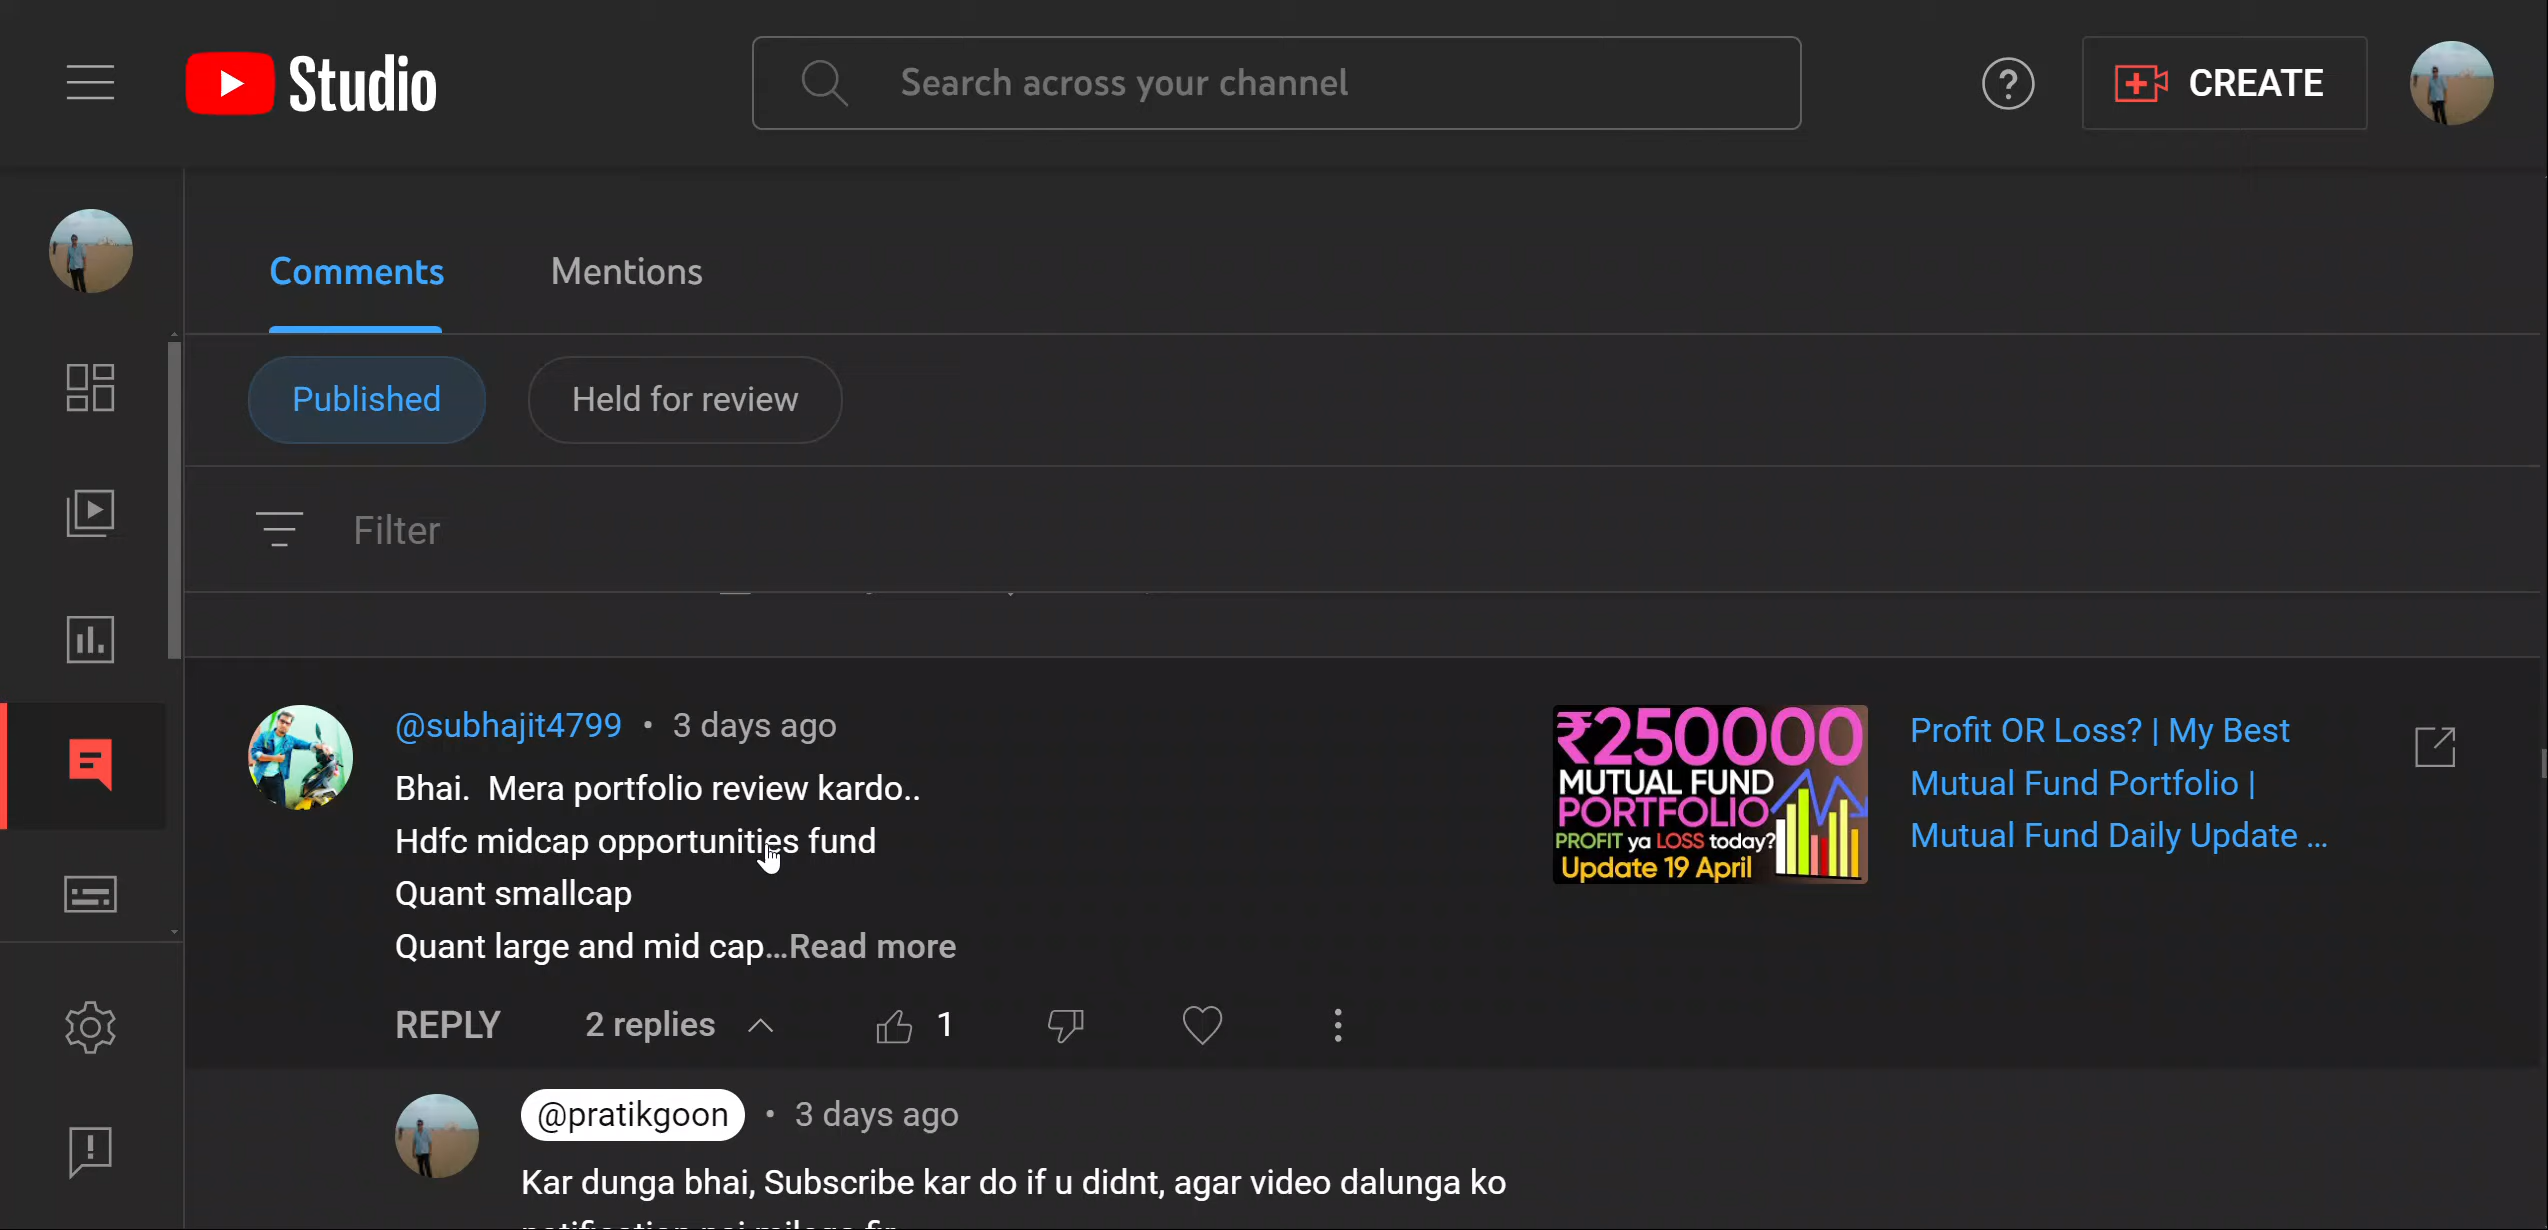 Studio
Search across your channel
CREATE
Comments
Mentions
Published
Held for review
Filter
@subhajit4799 • 3 days ago
Bhai.  Mera portfolio review kardo..
Hdfc midcap opportunities fund
Quant smallcap
Quant large and mid cap...Read more
₹250000
MUTUAL FUND
PORTFOLIO
PROFIT ya LOSS today?
Update 19 April
Profit OR Loss? | My Best
Mutual Fund Portfolio |
Mutual Fund Daily Update ...
REPLY
2 replies
1
@pratikgoon • 3 days ago
Kar dunga bhai, Subscribe kar do if u didnt, agar video dalunga ko